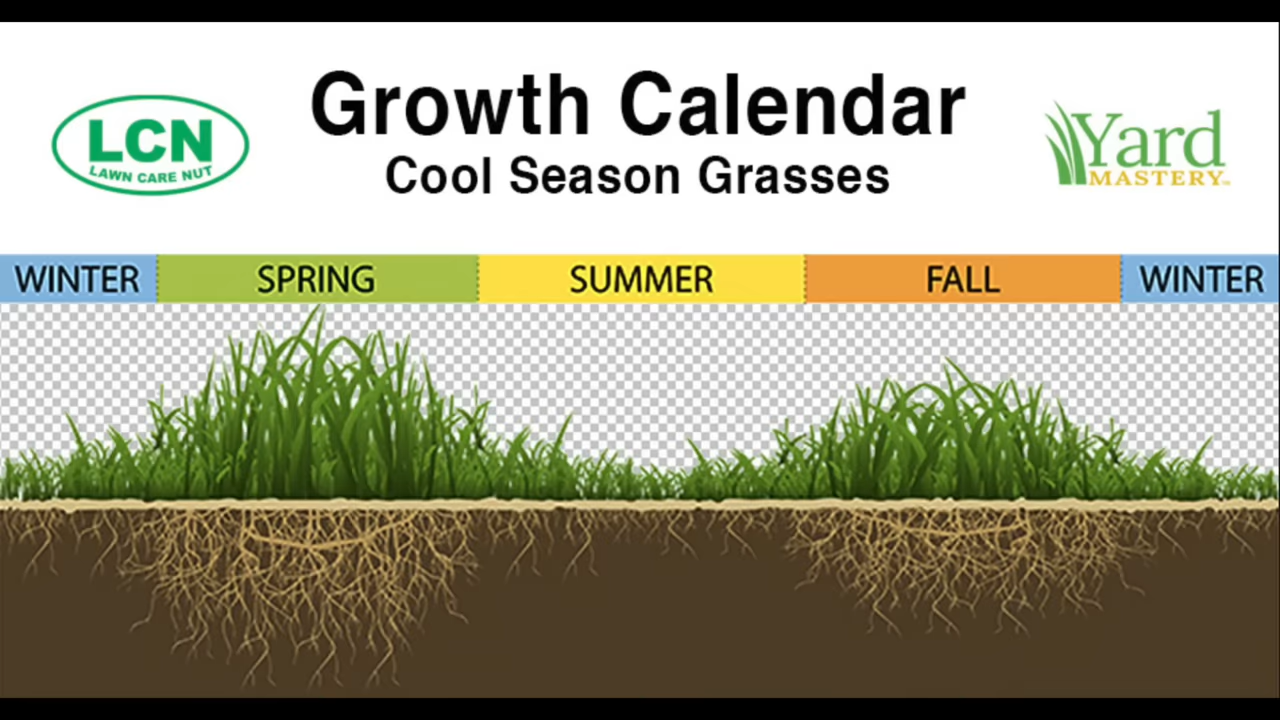 Growth Calendar
Cool Season Grasses
LCN
LAWN CARE NUT
Yard
MASTERY
WINTER SPRING SUMMER FALL WINTER